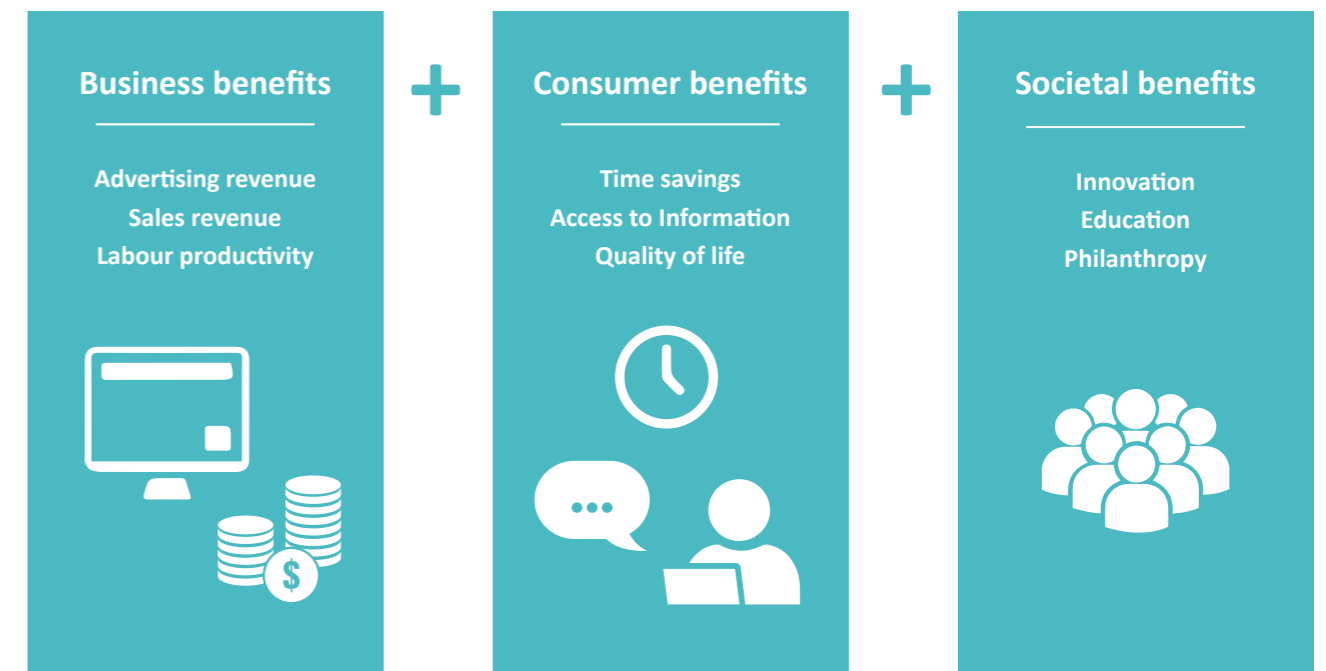 Business benefits
Advertising revenue
Sales revenue
Labour productivity
$
+
Consumer benefits
Time savings
Access to Information
Quality of life
+
Societal benefits
Innovation
Education
Philanthropy